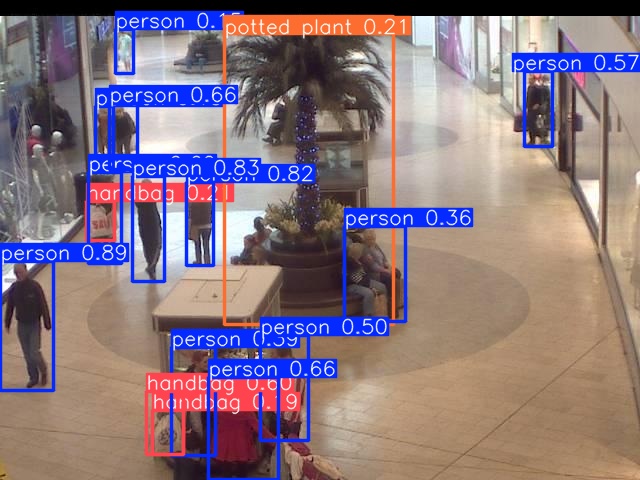 person 0.15
potted plant 0.21
person 0.57
person 0.66
person 0.83
person 0.82
handbag 0.21
SALE
person 0.36
person 0.89
person 0.50
person 0.59
person 0.66
handbag 0.60
handbag 0.19